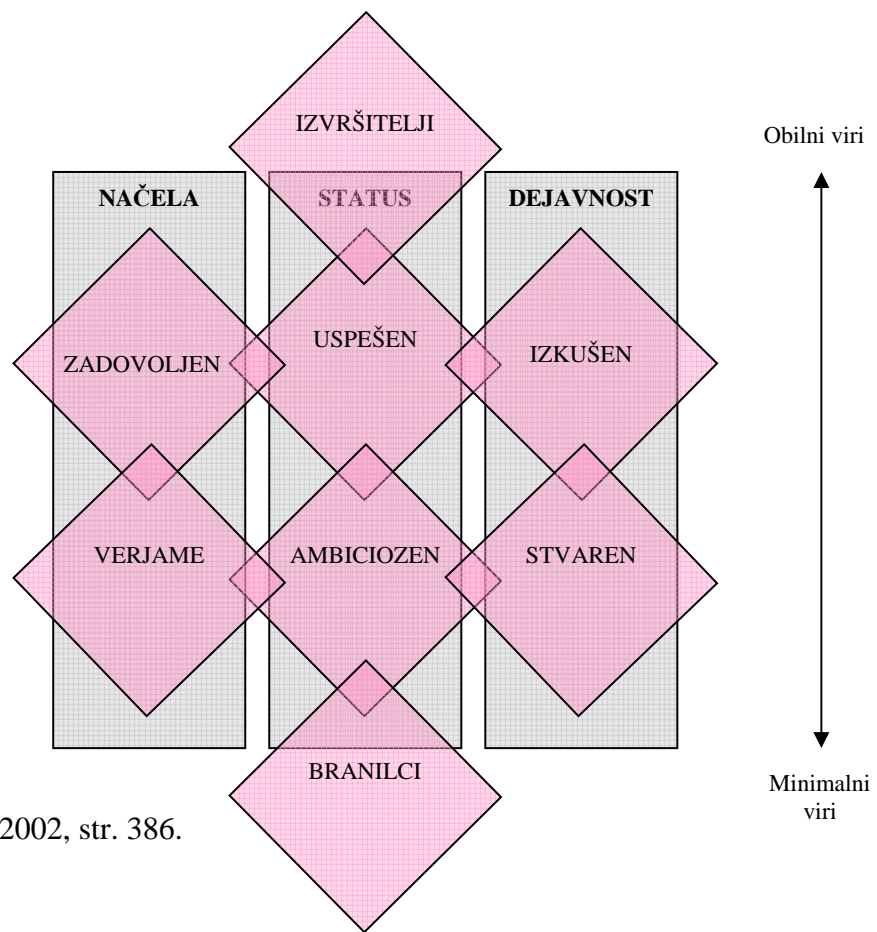 IZVRŠITELJI
Obilni viri
NAČELA
STATUS
DEJAVNOST
ZADOVOLJEN
USPEŠEN
IZKUŠEN
VERJAME
AMBICIOZEN
STVAREN
BRANILCI
Minimalni
viri
2002, str. 386.